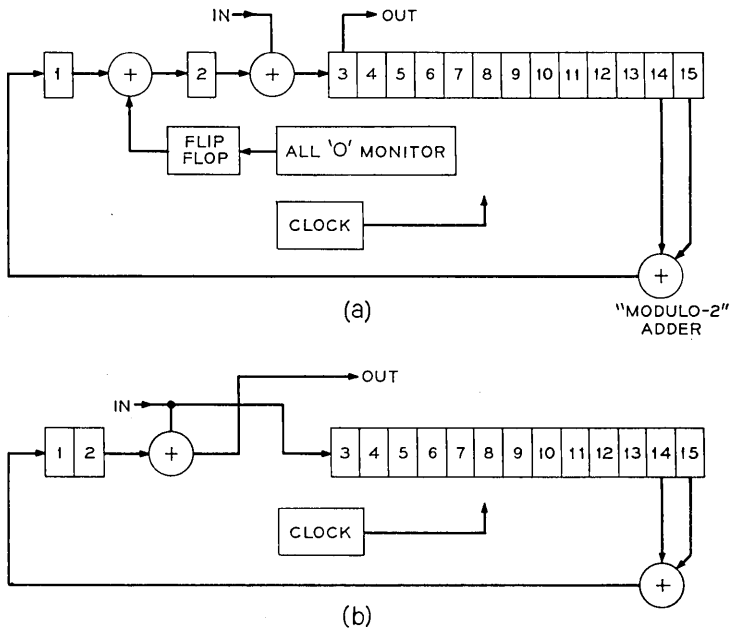 IN
OUT
1 + 2 + 3 4 5 6 7 8 9 10 11 12 13 14 15
FLIP
FLOP
ALL 'O' MONITOR
CLOCK
+
"MODULO-2"
ADDER
(a)
OUT
IN
1 2 + 3 4 5 6 7 8 9 10 11 12 13 14 15
CLOCK
+
(b)